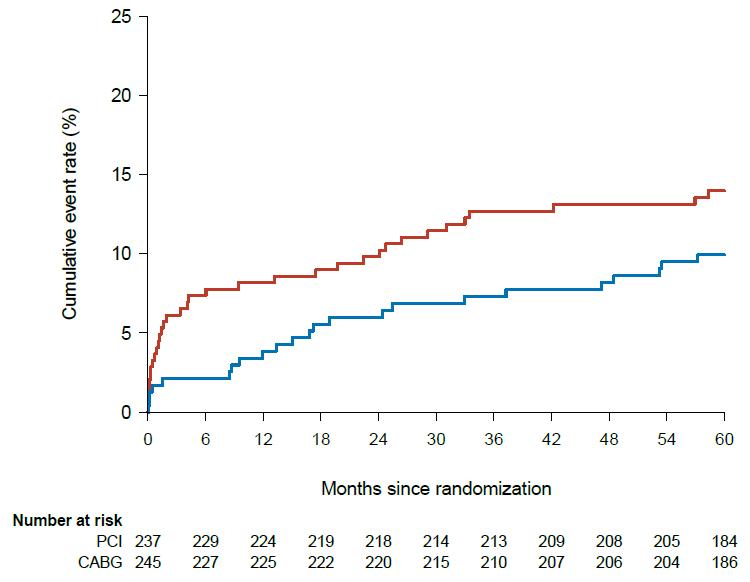 25
20
15
10
5
0
Cumulative event rate (%)
0 6 12 18 24 30 36 42 48 54 60
Months since randomization
Number at risk
PCI 237 229 224 219 218 214 213 209 208 205 184
CABG 245 227 225 222 220 215 210 207 206 204 186